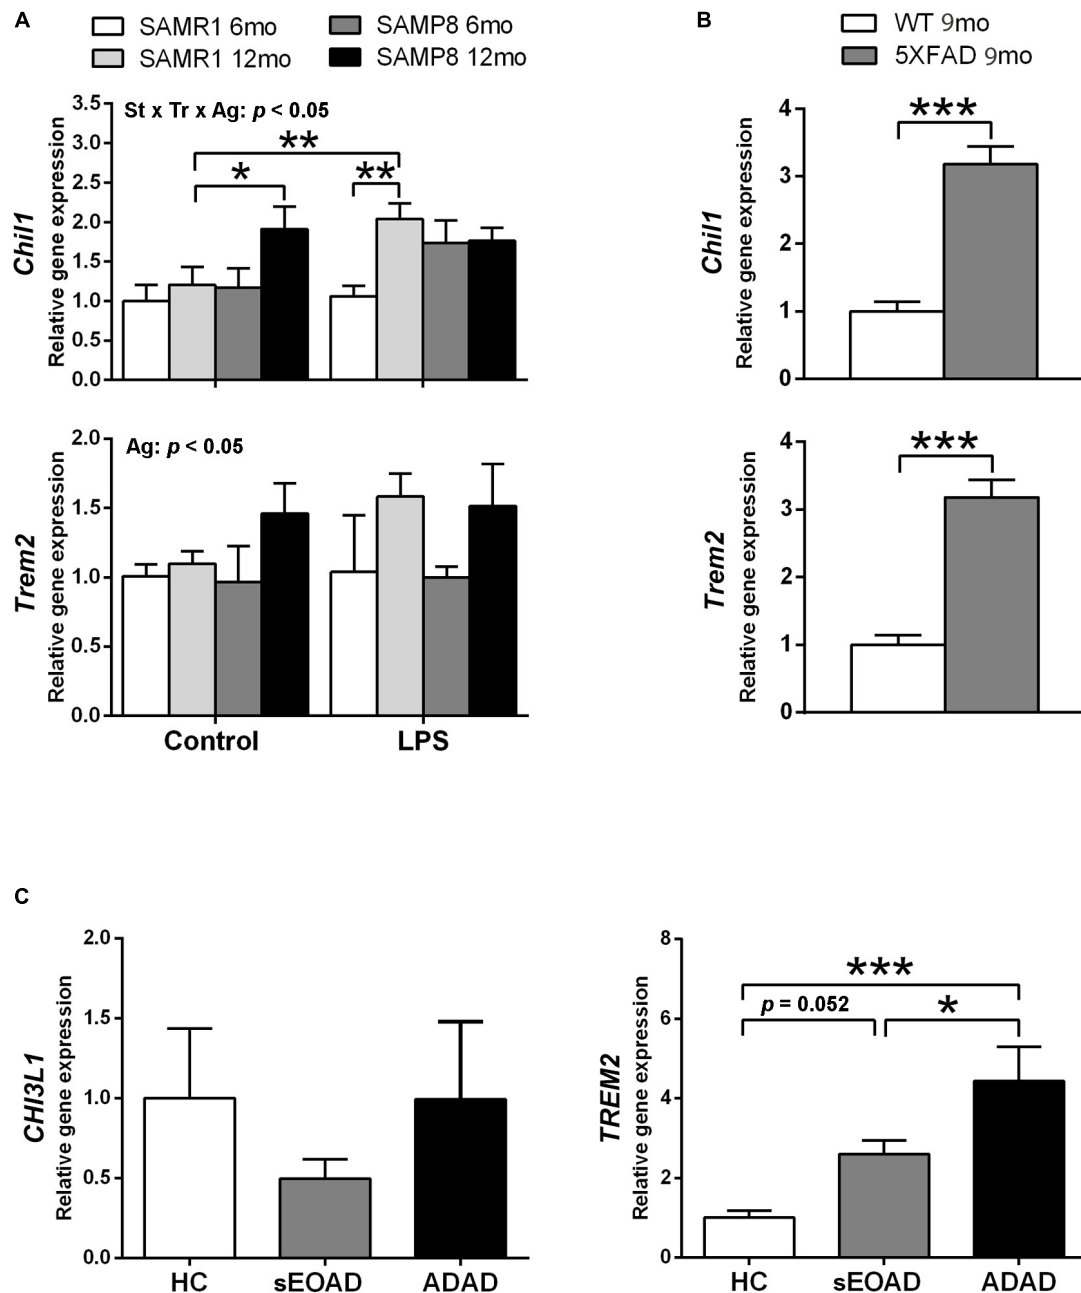 A
SAMR1 6mo
SAMP8 6mo
SAMR1 12mo
SAMP8 12mo
Chil1
Relative gene expression
3.5
3.0
2.5
2.0
1.5
1.0
0.5
0.0
St x Tr x Ag: p < 0.05
**
*
**
Trem2
Relative gene expression
2.0
1.5
1.0
0.5
0.0
Ag: p < 0.05
Control
LPS
B
WT 9mo
5XFAD 9mo
Chil1
Relative gene expression
4
3
2
1
0
***
Trem2
Relative gene expression
4
3
2
1
0
***
C
CHI3L1
Relative gene expression
2.0
1.5
1.0
0.5
0.0
HC
sEOAD
ADAD
TREM2
Relative gene expression
8
6
4
2
0
***
p = 0.052
*
HC
sEOAD
ADAD